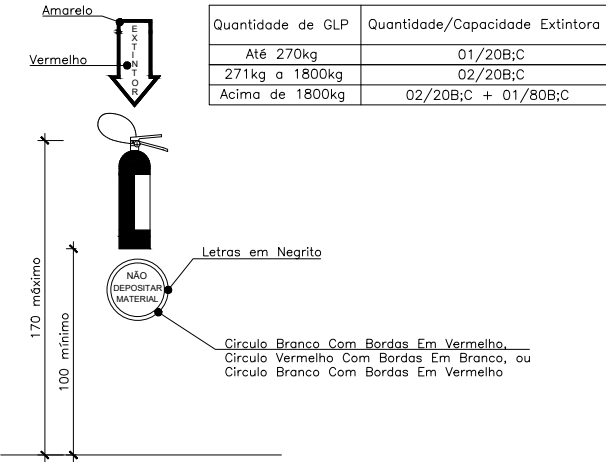 Amarelo
EXTINTOR
Vermelho
Quantidade de GLP Quantidade/Capacidade Extintora
Até 270kg 01/20B;C
271kg a 1800kg 02/20B;C
Acima de 1800kg 02/20B;C + 01/80B;C
170 máximo
100 mínimo
NÃO
DEPOSITAR
MATERIAL
Letras em Negrito
Circulo Branco Com Bordas Em Vermelho,
Circulo Vermelho Com Bordas Em Branco, ou
Circulo Branco Com Bordas Em Vermelho